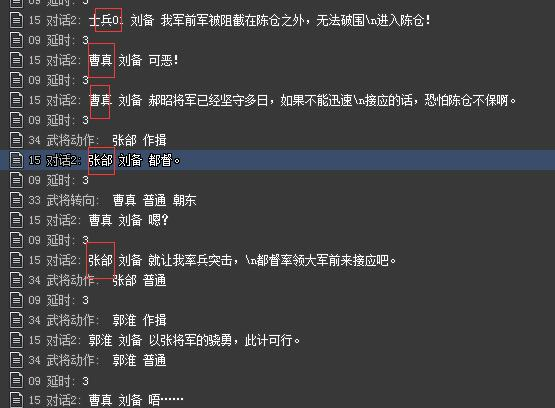 09 延时: 3
15 对话2: 士兵01 刘备 我军前军被阻截在陈仓之外，无法破围\n进入陈仓！
09 延时: 3
15 对话2: 曹真 刘备 可恶！
09 延时: 3
15 对话2: 曹真 刘备 郝昭将军已经坚守多日，如果不能迅速\n接应的话，恐怕陈仓不保啊。
09 延时: 3
34 武将动作: 张郃 作揖
15 对话2: 张郃 刘备 都督。
09 延时: 3
33 武将转向: 曹真 普通 朝东
15 对话2: 曹真 刘备 嗯？
09 延时: 3
15 对话2: 张郃 刘备 就让我率兵突击，\n都督率领大军前来接应吧。
34 武将动作: 张郃 普通
09 延时: 3
34 武将动作: 郭淮 作揖
15 对话2: 郭淮 刘备 以张将军的骁勇，此计可行。
34 武将动作: 郭淮 普通
09 延时: 3
15 对话2: 曹真 刘备 唔……